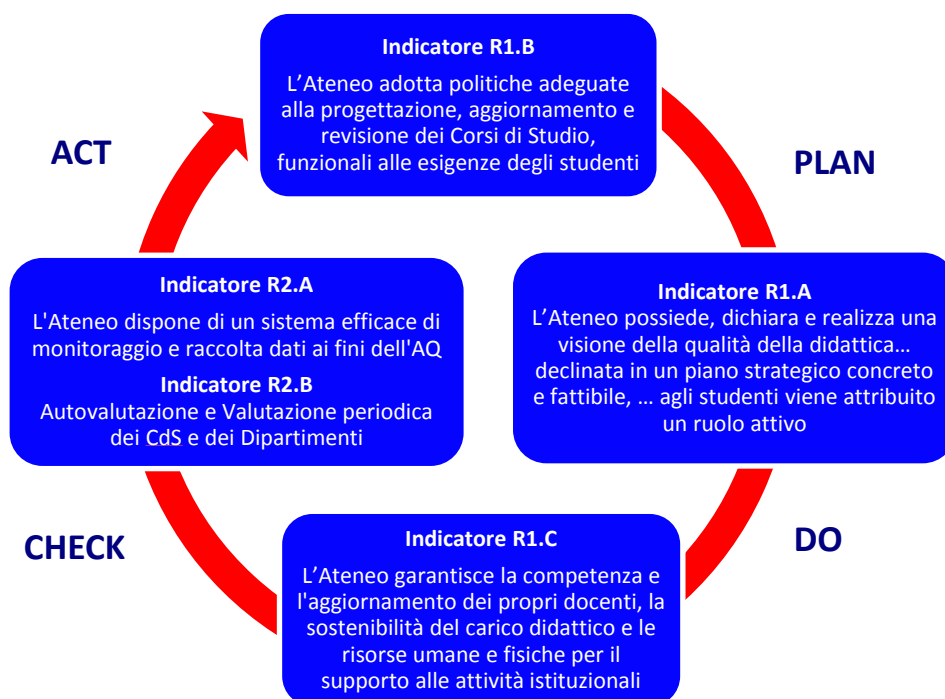 Indicatore R1.B
L’Ateneo adotta politiche adeguate
alla progettazione, aggiornamento e
revisione dei Corsi di Studio,
funzionali alle esigenze degli studenti
ACT
PLAN
Indicatore R2.A
L'Ateneo dispone di un sistema efficace di
monitoraggio e raccolta dati ai fini dell'AQ
Indicatore R2.B
Autovalutazione e Valutazione periodica
dei CdS e dei Dipartimenti
Indicatore R1.A
L’Ateneo possiede, dichiara e realizza una
visione della qualità della didattica…
declinata in un piano strategico concreto
e fattibile, … agli studenti viene attribuito
un ruolo attivo
CHECK
DO
Indicatore R1.C
L’Ateneo garantisce la competenza e
l'aggiornamento dei propri docenti, la
sostenibilità del carico didattico e le
risorse umane e fisiche per il
supporto alle attività istituzionali